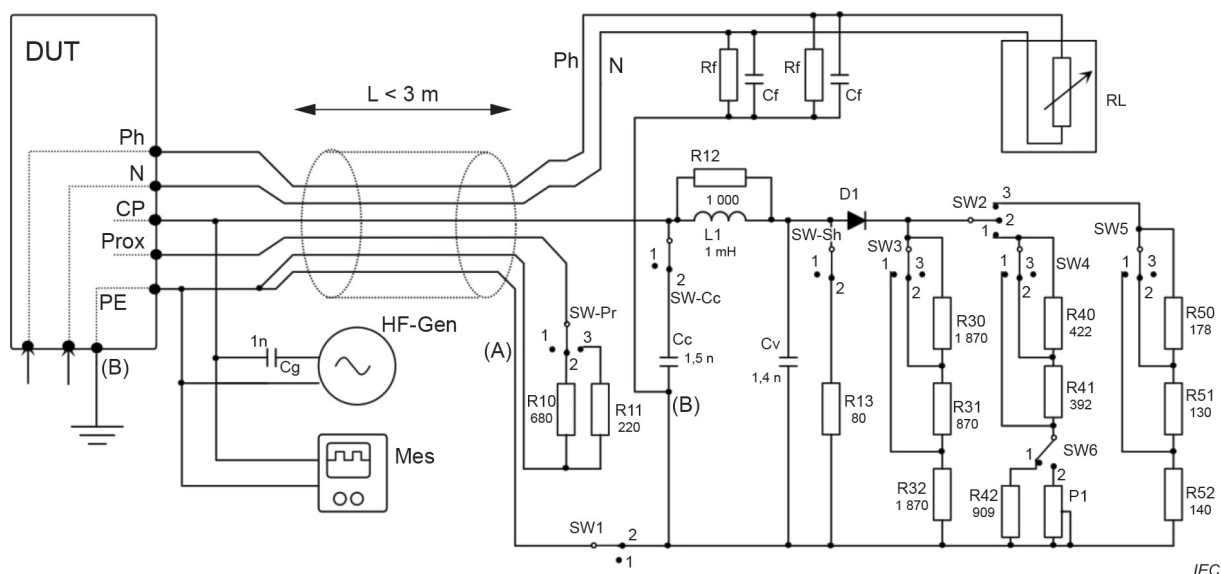 DUT
Ph
N
L < 3 m
Rf
Cf
Rf
Cf
RL
Ph
N
CP
Prox
PE
(B)
R12
1 000
L1
1 mH
D1
SW2
3
2
1
SW-Sh
1
2
SW3
1
3
2
SW4
1
3
2
SW5
1
3
2
1
2
SW-Cc
SW-Pr
1
3
2
HF-Gen
1n
Cg
(A)
Cc
1,5 n
Cv
1,4 n
(B)
R10
680
R11
220
R13
80
R30
1 870
R31
870
R32
1 870
R40
422
R41
392
SW6
1
2
R42
909
P1
R50
178
R51
130
R52
140
Mes
SW1
2
1
IEC